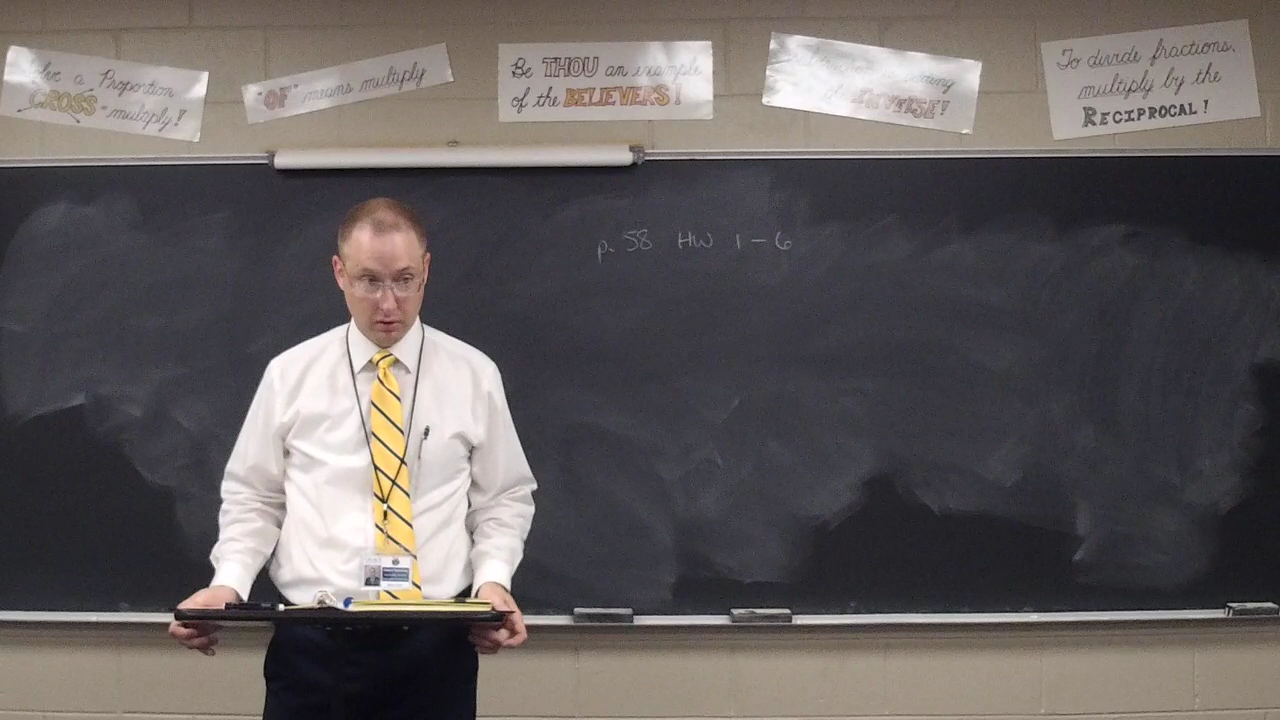 a Proportion
"CROSS" multiply!
"OF" means multiply
Be THOU an example
of the BELIEVERS!
INVERSE!
To divide fractions,
multiply by the
RECIPROCAL!
p. 58 HW 1-6